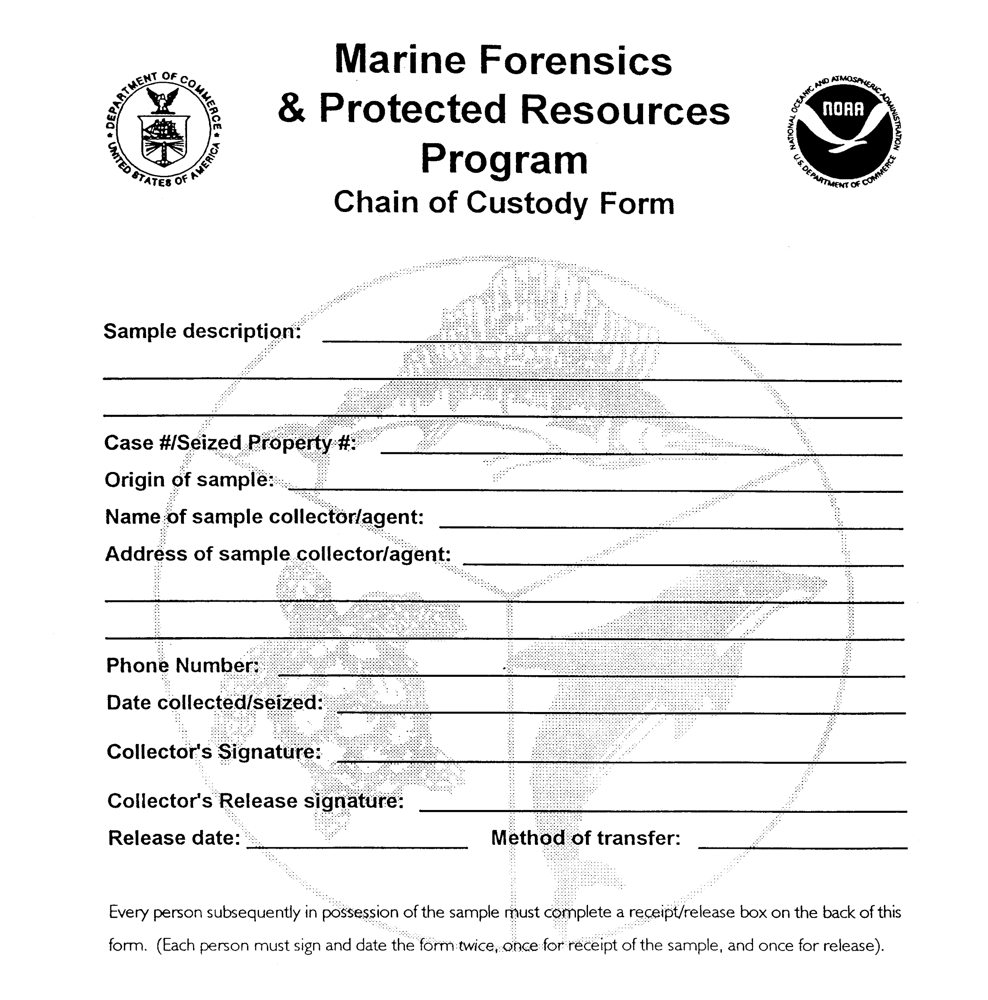 Marine Forensics
& Protected Resources
Program
Chain of Custody Form
DEPARTMENT OF COMMERCE
UNITED STATES OF AMERICA
NATIONAL OCEANIC AND ATMOSPHERIC ADMINISTRATION
U.S. DEPARTMENT OF COMMERCE
NOAA
Sample description:
Case #/Seized Property #:
Origin of sample:
Name of sample collector/agent:
Address of sample collector/agent:
Phone Number:
Date collected/seized:
Collector's Signature:
Collector's Release signature:
Release date: Method of transfer:
Every person subsequently in possession of the sample must complete a receipt/release box on the back of this
form. (Each person must sign and date the form twice, once for receipt of the sample, and once for release).